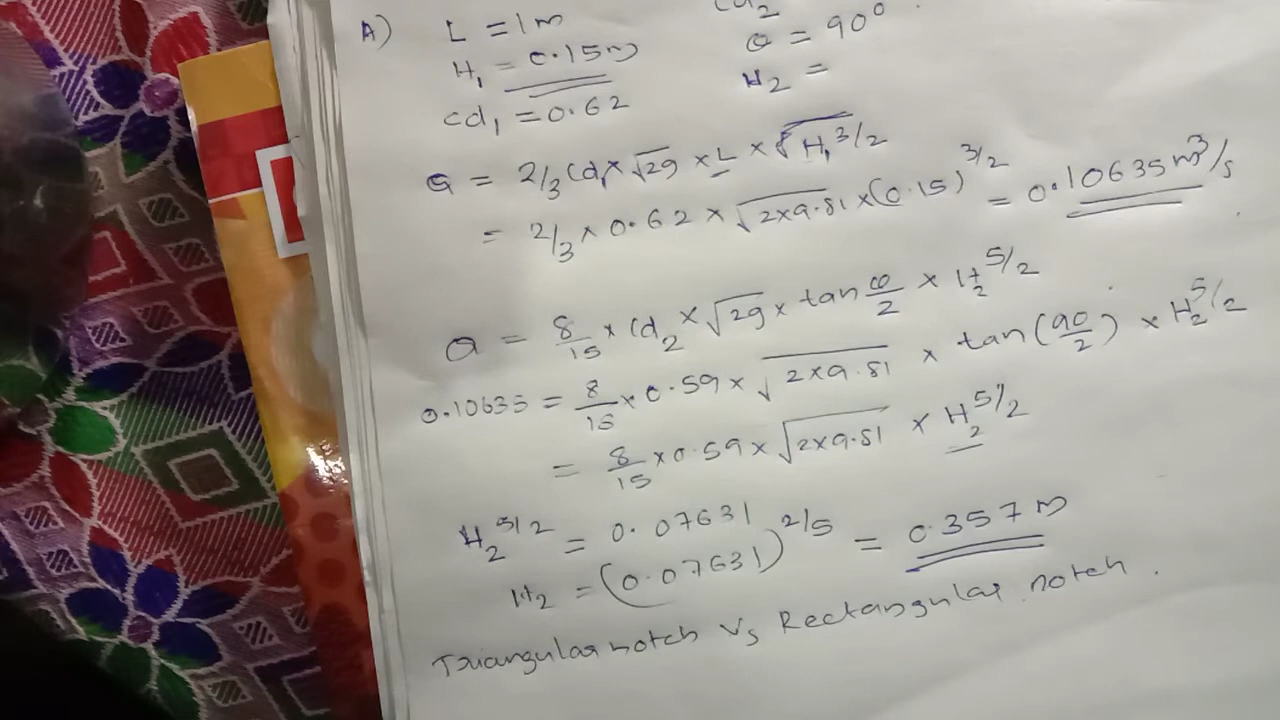 A) L = 1m
H₁ = 0.15m
cd₁ = 0.62
Cd₂
θ = 90°
H₂ =
Q = 2/3 Cd₁ × √2g × L × √H₁^3/2
= 2/3 × 0.62 × √2×9.81 × (0.15)^3/2 = 0.10635 m³/s
Q = 8/15 × Cd₂ × √2g × tan θ/2 × H₂^5/2
0.10635 = 8/15 × 0.59 × √2×9.81 × tan(90/2) × H₂^5/2
= 8/15 × 0.59 × √2×9.81 × H₂^5/2
H₂^5/2 = 0.07631
H₂ = (0.07631)^2/5 = 0.357 m
Triangular notch Vs Rectangular notch.